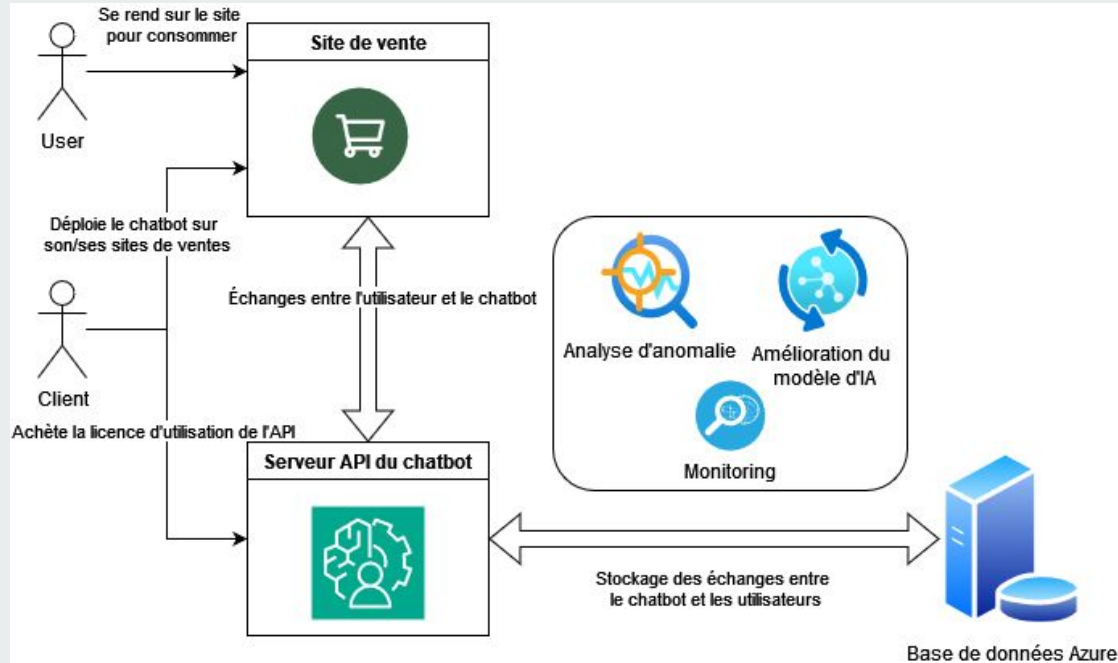 Se rend sur le site
pour consommer
Site de vente
User
Déploie le chatbot sur
son/ses sites de ventes
Échanges entre l'utilisateur et le chatbot
Analyse d'anomalie
Amélioration du
modèle d'IA
Client
Achète la licence d'utilisation de l'API
Monitoring
Serveur API du chatbot
Stockage des échanges entre
le chatbot et les utilisateurs
Base de données Azure